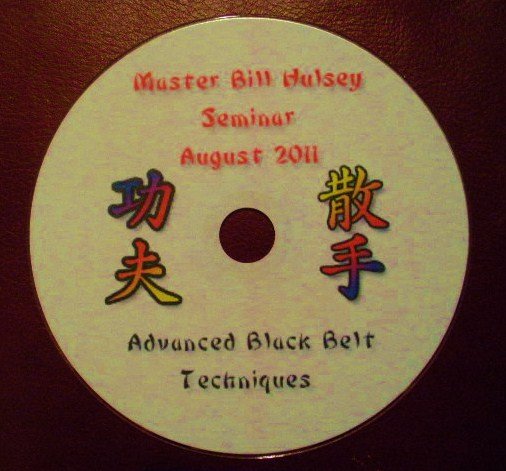 Master Bill Hulsey
Seminar
August 2011
功夫
散手
Advanced Black Belt
Techniques